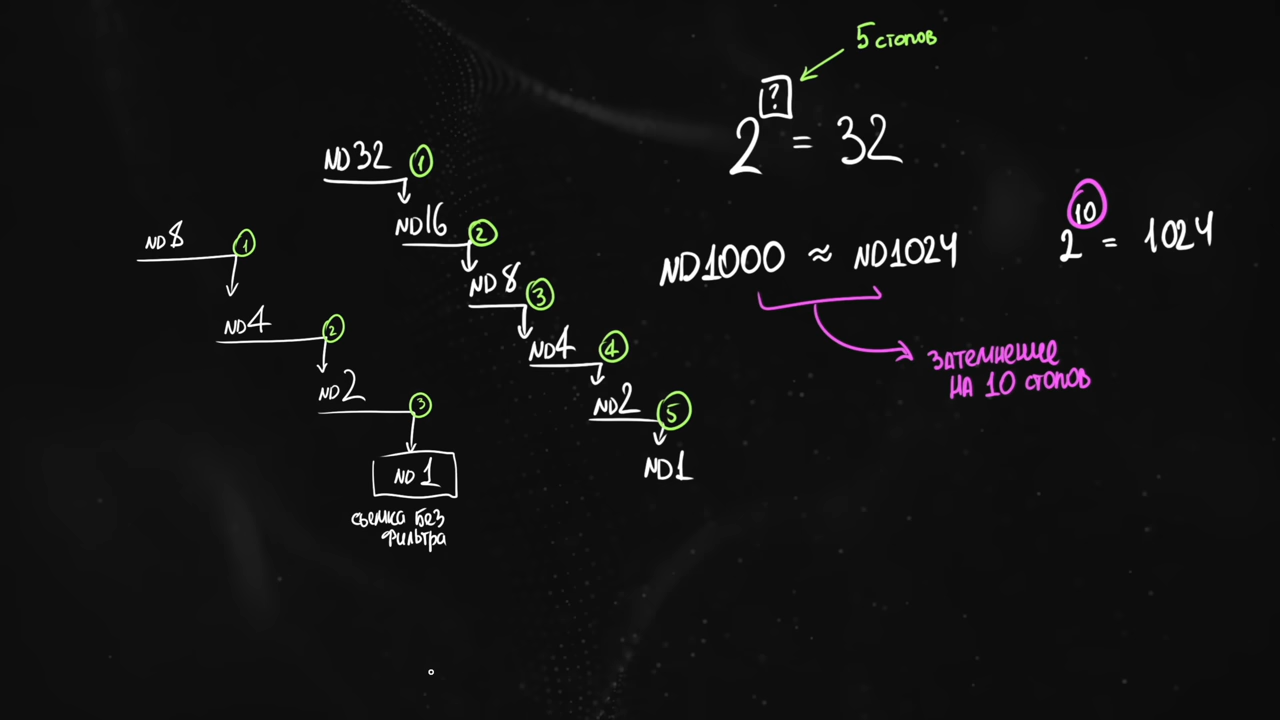 ND8 1
ND4 2
ND2 3
ND1
съемка без
фильтра
ND32 1
ND16 2
ND8 3
ND4 4
ND2 5
ND1
5 стопов
2^? = 32
ND1000 ≈ ND1024
2^10 = 1024
затемнение
на 10 стопов